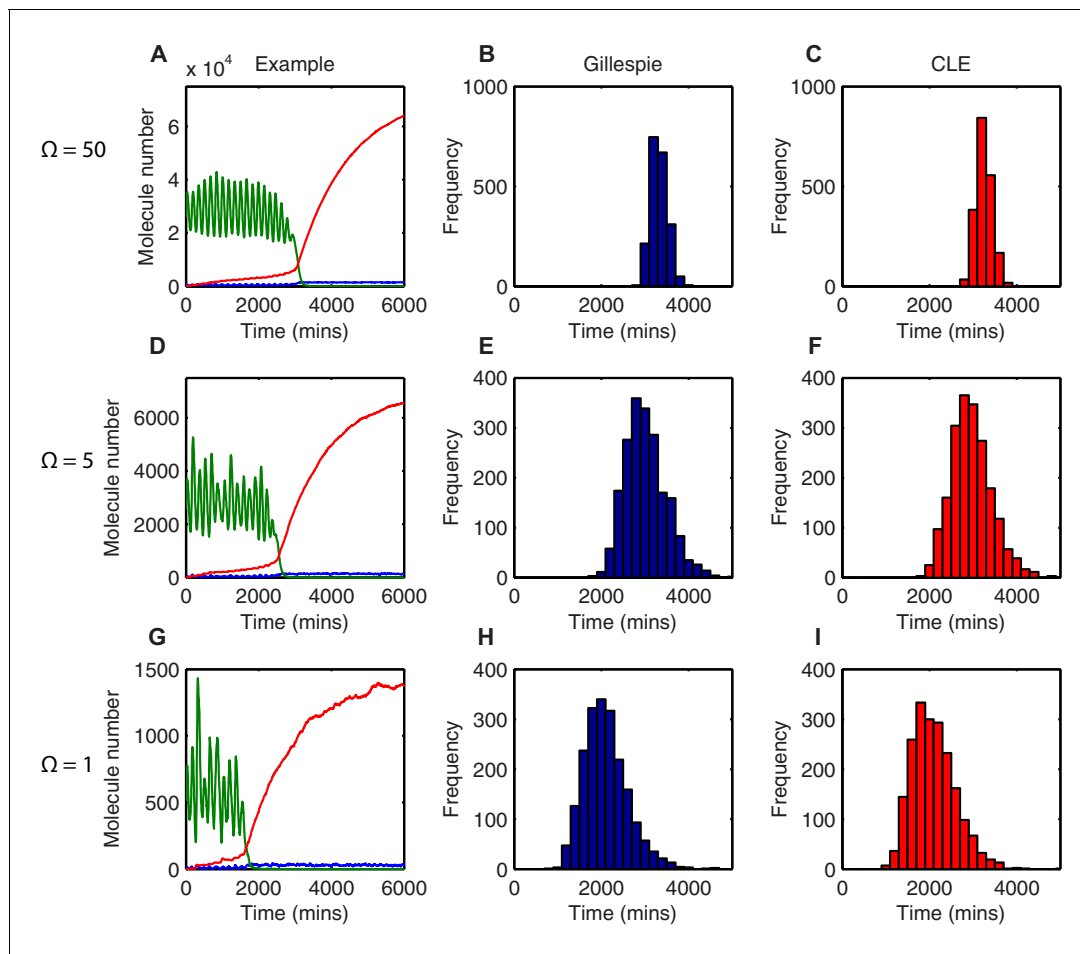 A
B
C
x 10⁴
Example
Gillespie
CLE
Ω = 50
Molecule number
6
4
2
0
0 2000 4000 6000
Time (mins)
Frequency
1000
500
0
0 2000 4000
Time (mins)
Frequency
1000
500
0
0 2000 4000
Time (mins)
D
E
F
Ω = 5
Molecule number
6000
4000
2000
0
0 2000 4000 6000
Time (mins)
Frequency
400
300
200
100
0
0 2000 4000
Time (mins)
Frequency
400
300
200
100
0
0 2000 4000
Time (mins)
G
H
I
Ω = 1
Molecule number
1500
1000
500
0
0 2000 4000 6000
Time (mins)
Frequency
400
300
200
100
0
0 2000 4000
Time (mins)
Frequency
400
300
200
100
0
0 2000 4000
Time (mins)